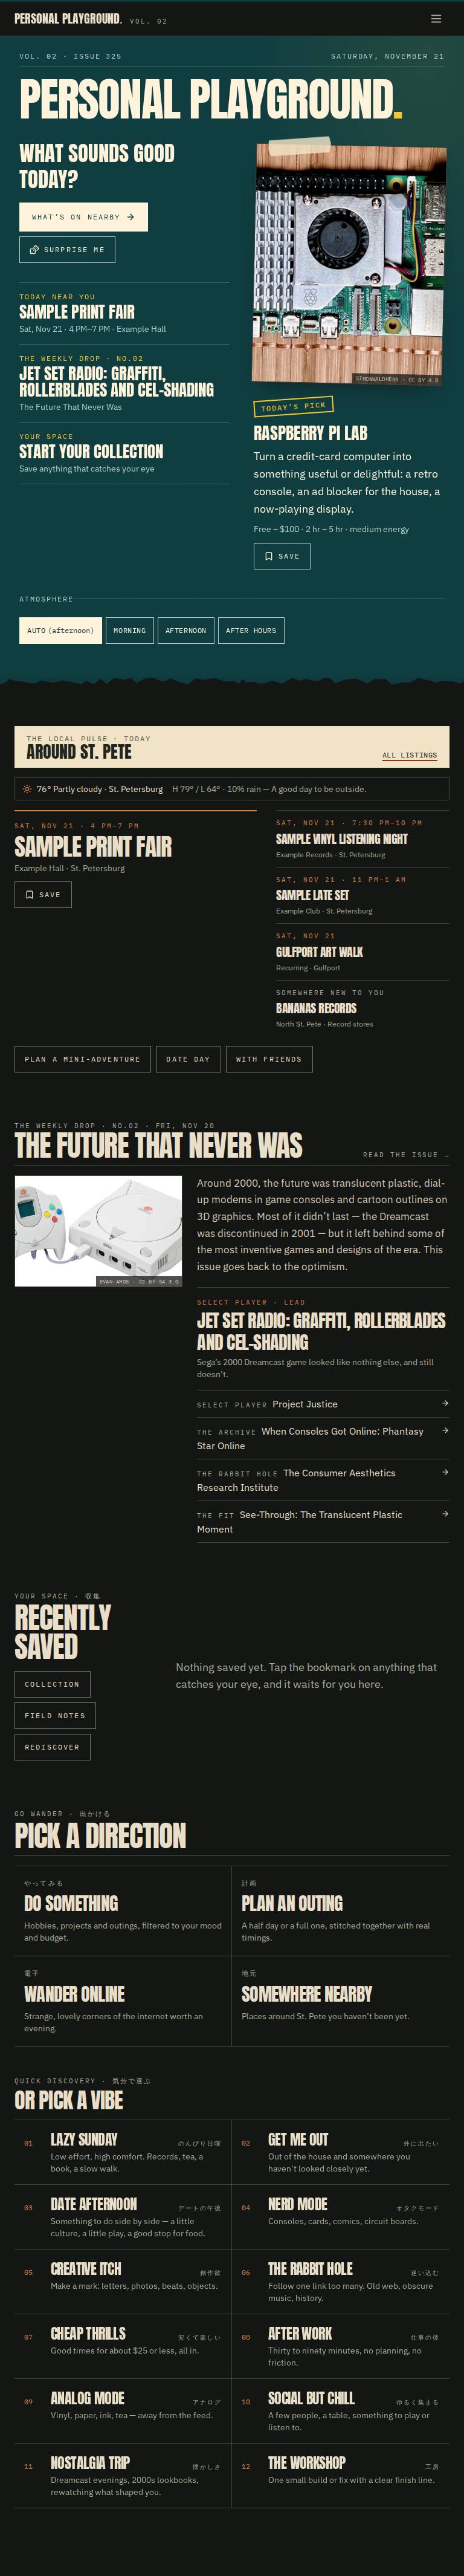 PERSONAL PLAYGROUND. VOL. 02
VOL. 02 · ISSUE 325
SATURDAY, NOVEMBER 21
PERSONAL PLAYGROUND.
WHAT SOUNDS GOOD
TODAY?
WHAT'S ON NEARBY →
SURPRISE ME
TODAY NEAR YOU
SAMPLE PRINT FAIR
Sat, Nov 21 · 4 PM–7 PM · Example Hall
THE WEEKLY DROP · NO.02
JET SET RADIO: GRAFFITI,
ROLLERBLADES AND CEL-SHADING
The Future That Never Was
YOUR SPACE
START YOUR COLLECTION
Save anything that catches your eye
SIMONWALDHERR · CC BY 4.0
TODAY'S PICK
RASPBERRY PI LAB
Turn a credit-card computer into
something useful or delightful: a retro
console, an ad blocker for the house, a
now-playing display.
Free – $100 · 2 hr – 5 hr · medium energy
SAVE
ATMOSPHERE
AUTO (afternoon)
MORNING
AFTERNOON
AFTER HOURS
THE LOCAL PULSE · TODAY
AROUND ST. PETE
ALL LISTINGS
76° Partly cloudy · St. Petersburg H 79° / L 64° · 10% rain — A good day to be outside.
SAT, NOV 21 · 4 PM–7 PM
SAMPLE PRINT FAIR
Example Hall · St. Petersburg
SAVE
SAT, NOV 21 · 7:30 PM–10 PM
SAMPLE VINYL LISTENING NIGHT
Example Records · St. Petersburg
SAT, NOV 21 · 11 PM–1 AM
SAMPLE LATE SET
Example Club · St. Petersburg
SAT, NOV 21
GULFPORT ART WALK
Recurring · Gulfport
SOMEWHERE NEW TO YOU
BANANAS RECORDS
North St. Pete · Record stores
PLAN A MINI-ADVENTURE
DATE DAY
WITH FRIENDS
THE WEEKLY DROP · NO.02 · FRI, NOV 20
THE FUTURE THAT NEVER WAS
READ THE ISSUE →
EVAN-AMOS · CC BY-SA 3.0
Around 2000, the future was translucent plastic, dial-
up modems in game consoles and cartoon outlines on
3D graphics. Most of it didn't last — the Dreamcast
was discontinued in 2001 — but it left behind some of
the most inventive games and designs of the era. This
issue goes back to the optimism.
SELECT PLAYER · LEAD
JET SET RADIO: GRAFFITI, ROLLERBLADES
AND CEL-SHADING
Sega's 2000 Dreamcast game looked like nothing else, and still
doesn't.
SELECT PLAYER Project Justice →
THE ARCHIVE When Consoles Got Online: Phantasy →
Star Online
THE RABBIT HOLE The Consumer Aesthetics →
Research Institute
THE FIT See-Through: The Translucent Plastic →
Moment
YOUR SPACE · 収集
RECENTLY
SAVED
COLLECTION
FIELD NOTES
REDISCOVER
Nothing saved yet. Tap the bookmark on anything that
catches your eye, and it waits for you here.
GO WANDER · 出かける
PICK A DIRECTION
やってみる
DO SOMETHING
Hobbies, projects and outings, filtered to your mood
and budget.
計画
PLAN AN OUTING
A half day or a full one, stitched together with real
timings.
電子
WANDER ONLINE
Strange, lovely corners of the internet worth an
evening.
地元
SOMEWHERE NEARBY
Places around St. Pete you haven't been yet.
QUICK DISCOVERY · 気分で選ぶ
OR PICK A VIBE
01 LAZY SUNDAY のんびり日曜
Low effort, high comfort. Records, tea, a
book, a slow walk.
02 GET ME OUT 外に出たい
Out of the house and somewhere you
haven't looked closely yet.
03 DATE AFTERNOON デートの午後
Something to do side by side — a little
culture, a little play, a good stop for food.
04 NERD MODE オタクモード
Consoles, cards, comics, circuit boards.
05 CREATIVE ITCH 創作欲
Make a mark: letters, photos, beats, objects.
06 THE RABBIT HOLE 迷い込む
Follow one link too many. Old web, obscure
music, history.
07 CHEAP THRILLS 安くて楽しい
Good times for about $25 or less, all in.
08 AFTER WORK 仕事の後
Thirty to ninety minutes, no planning, no
friction.
09 ANALOG MODE アナログ
Vinyl, paper, ink, tea — away from the feed.
10 SOCIAL BUT CHILL ゆるく集まる
A few people, a table, something to play or
listen to.
11 NOSTALGIA TRIP 懐かしさ
Dreamcast evenings, 2000s lookbooks,
rewatching what shaped you.
12 THE WORKSHOP 工房
One small build or fix with a clear finish line.